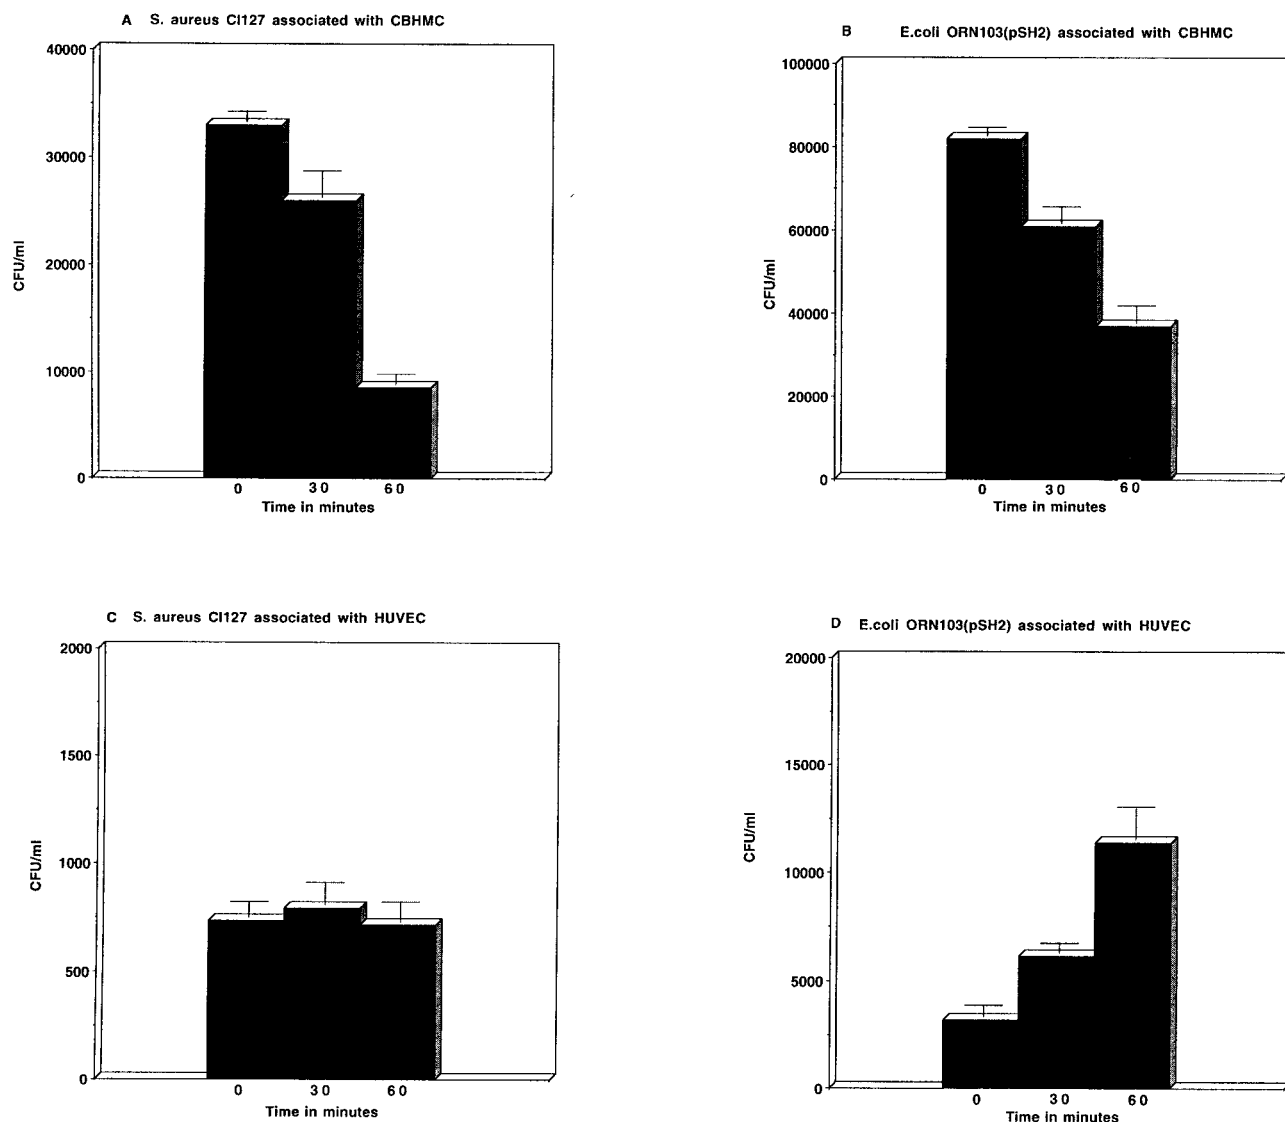 A S. aureus CI127 associated with CBHMC
40000
30000
20000
10000
0
CFU/ml
0 30 60
Time in minutes
B E.coli ORN103(pSH2) associated with CBHMC
100000
80000
60000
40000
20000
0
CFU/ml
0 30 60
Time in minutes
C S. aureus CI127 associated with HUVEC
2000
1500
1000
500
0
CFU/ml
0 30 60
Time in minutes
D E.coli ORN103(pSH2) associated with HUVEC
20000
15000
10000
5000
0
CFU/ml
0 30 60
Time in minutes